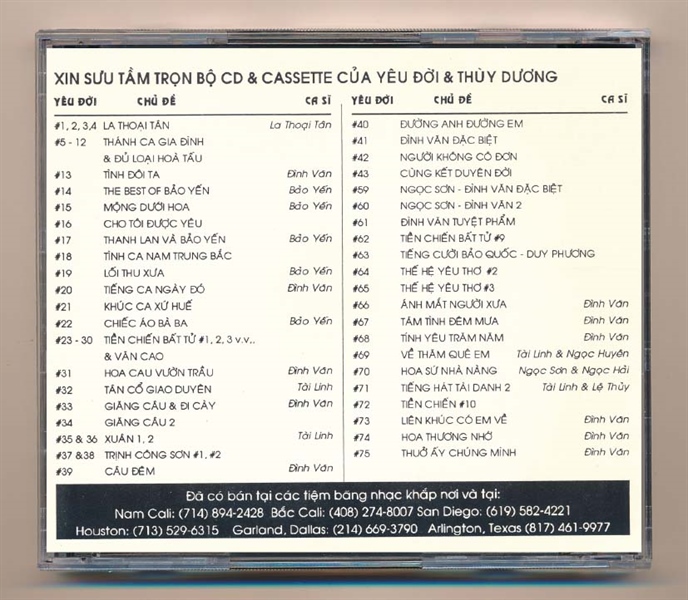 XIN SƯU TẦM TRỌN BỘ CD & CASSETTE CỦA YÊU ĐỜI & THÙY DƯƠNG
YÊU ĐỜI CHỦ ĐỀ CA SĨ
#1, 2, 3,4 LA THOẠI TÂN La Thoại Tân
#5 - 12 THÁNH CA GIA ĐÌNH
& ĐỦ LOẠI HOÀ TẤU
#13 TÌNH ĐÔI TA Đình Văn
#14 THE BEST OF BẢO YẾN Bảo Yến
#15 MỘNG DƯỚI HOA Bảo Yến
#16 CHO TÔI ĐƯỢC YÊU
#17 THANH LAN VÀ BẢO YẾN Bảo Yến
#18 TÌNH CA NAM TRUNG BẮC
#19 LỐI THU XƯA Bảo Yến
#20 TIẾNG CA NGÀY ĐÓ Đình Văn
#21 KHÚC CA XỨ HUẾ
#22 CHIẾC ÁO BÀ BA Bảo Yến
#23 - 30 TIỀN CHIẾN BẤT TỬ #1, 2, 3 v.v..
& VĂN CAO
#31 HOA CAU VƯỜN TRẦU Đình Văn
#32 TÂN CỔ GIAO DUYÊN Tài Linh
#33 GIĂNG CÂU & ĐI CÀY Đình Văn
#34 GIĂNG CÂU 2
#35 & 36 XUÂN 1, 2 Tài Linh
#37 &38 TRỊNH CÔNG SƠN #1, #2
#39 CÂU ĐÊM Đình Văn
YÊU ĐỜI CHỦ ĐỀ CA SĨ
#40 ĐƯỜNG ANH ĐƯỜNG EM
#41 ĐÌNH VĂN ĐẶC BIỆT
#42 NGƯỜI KHÔNG CÔ ĐƠN
#43 CÙNG KẾT DUYÊN ĐỜI
#59 NGỌC SƠN - ĐÌNH VĂN ĐẶC BIỆT
#60 NGỌC SƠN - ĐÌNH VĂN 2
#61 ĐÌNH VĂN TUYỆT PHẨM
#62 TIỀN CHIẾN BẤT TỬ #9
#63 TIẾNG CƯỜI BẢO QUỐC - DUY PHƯƠNG
#64 THẾ HỆ YÊU THƠ #2
#65 THẾ HỆ YÊU THƠ #3
#66 ÁNH MẮT NGƯỜI XƯA Đình Văn
#67 TÂM TÌNH ĐÊM MƯA Đình Văn
#68 TÌNH YÊU TRĂM NĂM Đình Văn
#69 VỀ THĂM QUÊ EM Tài Linh & Ngọc Huyên
#70 HOA SỨ NHÀ NÀNG Ngọc Sơn & Ngọc Hải
#71 TIẾNG HÁT TÀI DANH 2 Tài Linh & Lệ Thủy
#72 TIỀN CHIẾN #10
#73 LIÊN KHÚC CÓ EM VỀ Đình Văn
#74 HOA THƯƠNG NHỚ Đình Văn
#75 THUỞ ẤY CHÚNG MÌNH Đình Văn
Đã có bán tại các tiệm băng nhạc khắp nơi và tại:
Nam Cali: (714) 894-2428 Bắc Cali: (408) 274-8007 San Diego: (619) 582-4221
Houston: (713) 529-6315 Garland, Dallas: (214) 669-3790 Arlington, Texas (817) 461-9977